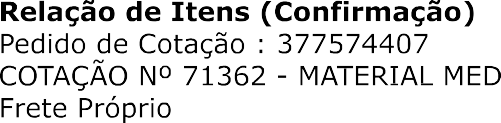 Relação de Itens (Confirmação)
Pedido de Cotação : 377574407
COTAÇÃO Nº 71362 - MATERIAL MED
Frete Próprio